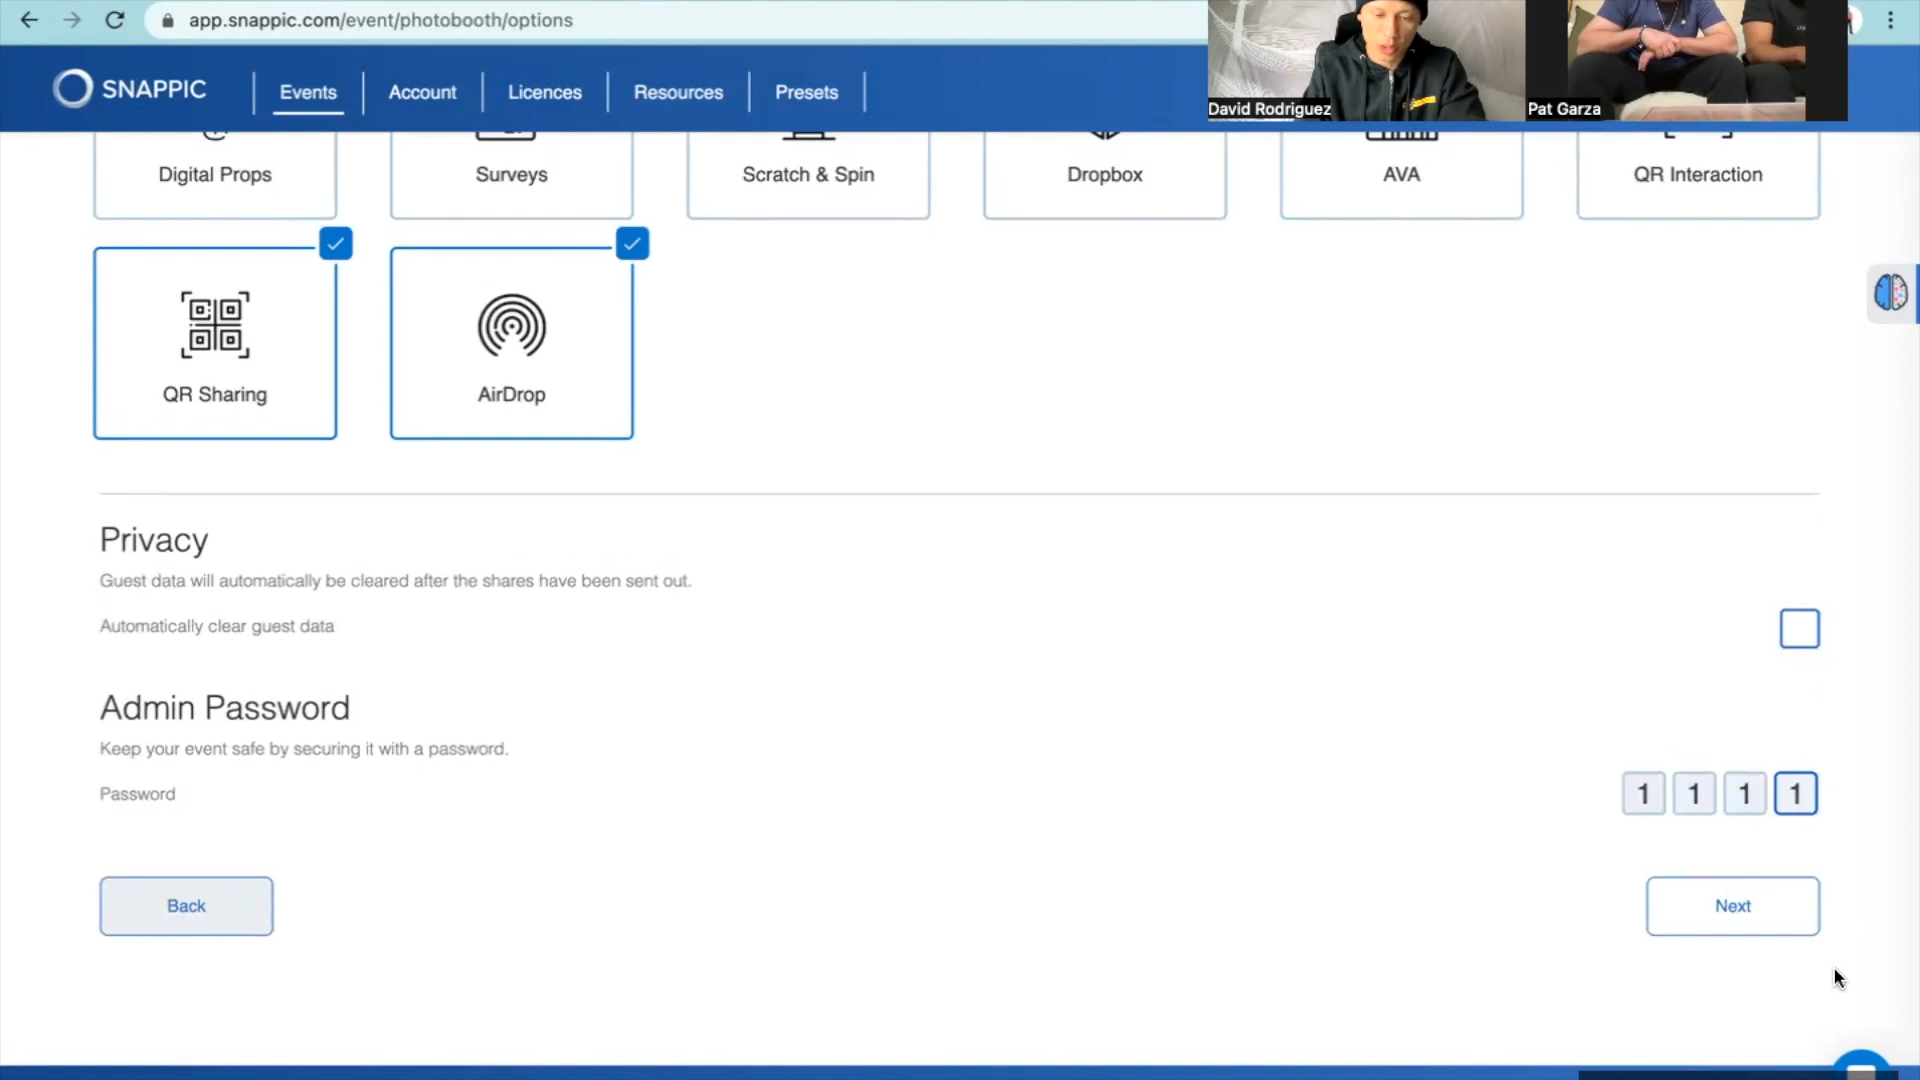 app.snappic.com/event/photobooth/options
SNAPPIC
Events
Account
Licences
Resources
Presets
David Rodriguez
Pat Garza
Digital Props
Surveys
Scratch & Spin
Dropbox
AVA
QR Interaction
QR Sharing
AirDrop
Privacy
Guest data will automatically be cleared after the shares have been sent out.
Automatically clear guest data
Admin Password
Keep your event safe by securing it with a password.
Password
1 1 1 1
Back
Next